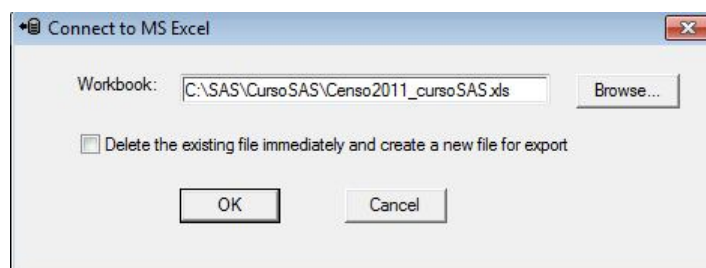 Connect to MS Excel
Workbook: C:\SAS\CursoSAS\Censo2011_cursoSAS.xls Browse...
Delete the existing file immediately and create a new file for export
OK Cancel